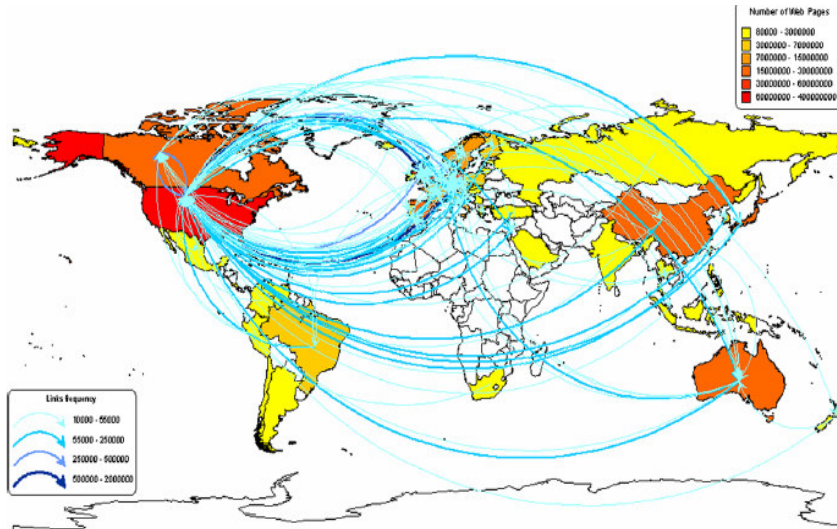 Number of Web Pages
80000 - 3000000
3000000 - 7000000
7000000 - 15000000
15000000 - 30000000
30000000 - 60000000
60000000 - 400000000
Links frequency
10000 - 55000
55000 - 250000
250000 - 500000
500000 - 2000000